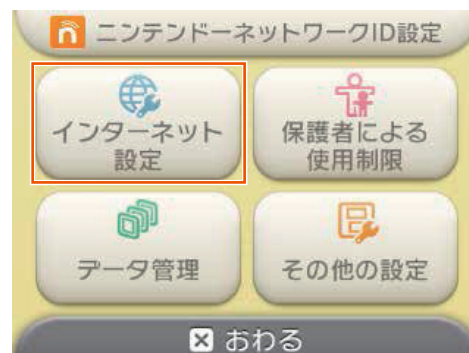 ニンテンドーネットワークID設定
インターネット
設定
保護者による
使用制限
データ管理
その他の設定
おわる